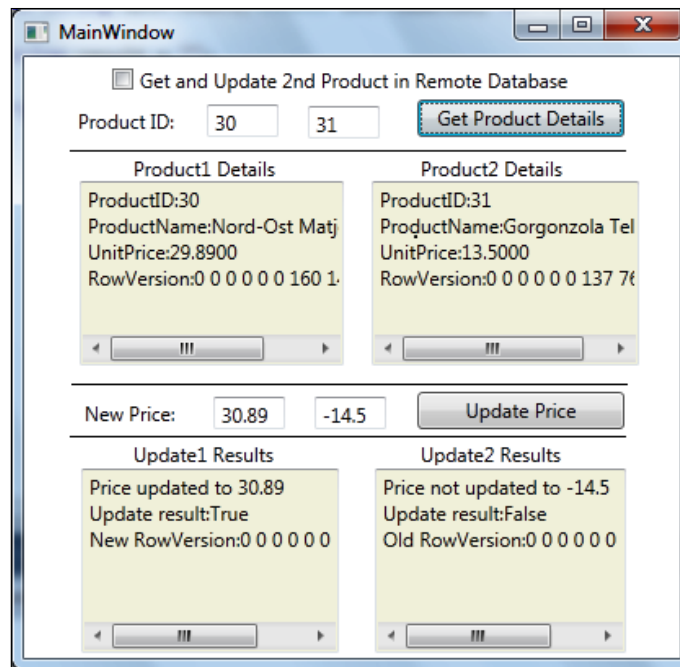 MainWindow
Get and Update 2nd Product in Remote Database
Product ID: 30 31 Get Product Details
Product1 Details Product2 Details
ProductID:30
ProductName:Nord-Ost Matj
UnitPrice:29.8900
RowVersion:0 0 0 0 0 0 160
ProductID:31
ProductName:Gorgonzola Tel
UnitPrice:13.5000
RowVersion:0 0 0 0 0 0 137 76
New Price: 30.89 -14.5 Update Price
Update1 Results Update2 Results
Price updated to 30.89
Update result:True
New RowVersion:0 0 0 0 0 0
Price not updated to -14.5
Update result:False
Old RowVersion:0 0 0 0 0 0